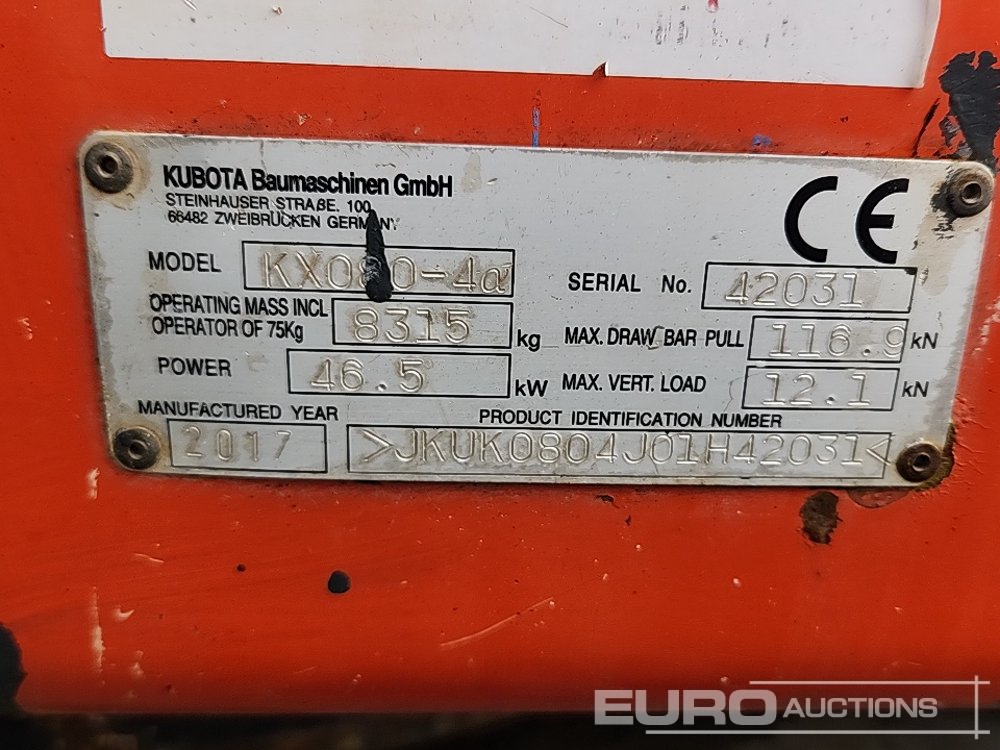 KUBOTA Baumaschinen GmbH
STEINHAUSER STRAßE. 100
66482 ZWEIBRÜCKEN GERMANY
CE
MODEL KX080-4α
SERIAL No. 42031
OPERATING MASS INCL
OPERATOR OF 75Kg 8315 kg
MAX. DRAW BAR PULL 116.9 kN
POWER 46.5 kW
MAX. VERT. LOAD 12.1 kN
MANUFACTURED YEAR
2017
PRODUCT IDENTIFICATION NUMBER
>JKUK0804J01H42031<
EURO AUCTIONS